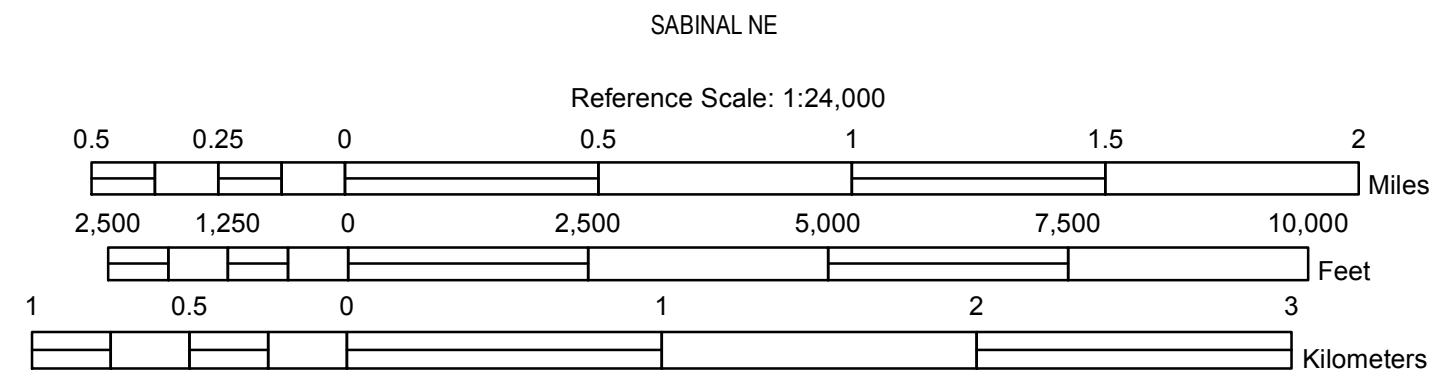 SABINAL NE
Reference Scale: 1:24,000
0.5 0.25 0 0.5 1 1.5 2
Miles
2,500 1,250 0 2,500 5,000 7,500 10,000
Feet
1 0.5 0 1 2 3
Kilometers